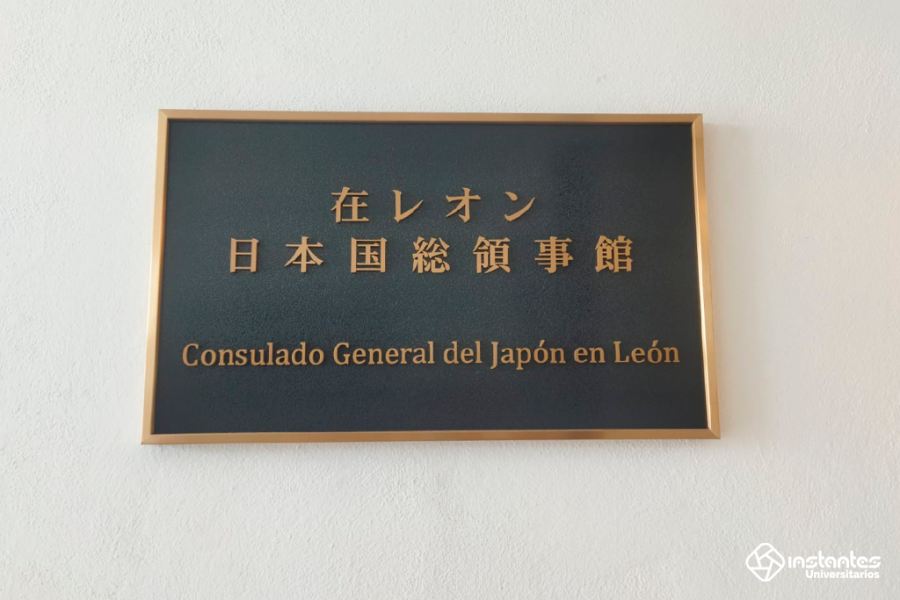 在レオン
日本国総領事館
Consulado General del Japón en León
instantes
Universitarios